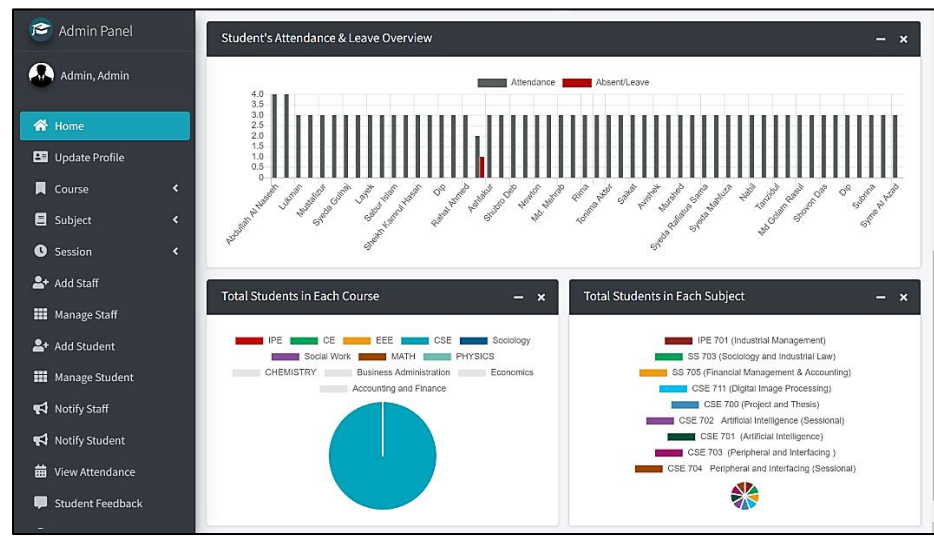 Admin Panel
Admin, Admin
Home
Update Profile
Course
Subject
Session
Add Staff
Manage Staff
Add Student
Manage Student
Notify Staff
Notify Student
View Attendance
Student Feedback
Student's Attendance & Leave Overview
Attendance Absent/Leave
4.0
3.5
3.0
2.5
2.0
1.5
1.0
0.5
0
Abdullah Al Naseeh Lukman Mustafizur Syeda Gulnaj Layek Sabur Islam Sheikh Kamrul Hasan Dip Rahat Ahmed Ashfakur Shubro Deb Newton Md. Mehrab Rima Tonima Akter Saikat Avishek Murshed Syeda Rafiatus Sama Syeda Mahfuza Nabil Tanzidul Md Golam Rasul Shovon Das Dip Subrina Syme Al Azad
Total Students in Each Course
IPE CE EEE CSE Sociology
Social Work MATH PHYSICS
CHEMISTRY Business Administration Economics
Accounting and Finance
Total Students in Each Subject
IPE 701 (Industrial Management)
SS 703 (Sociology and Industrial Law)
SS 705 (Financial Management & Accounting)
CSE 711 (Digital Image Processing)
CSE 700 (Project and Thesis)
CSE 702 Artificial Intelligence (Sessional)
CSE 701 (Artificial Intelligence)
CSE 703 (Peripheral and Interfacing )
CSE 704 Peripheral and Interfacing (Sessional)